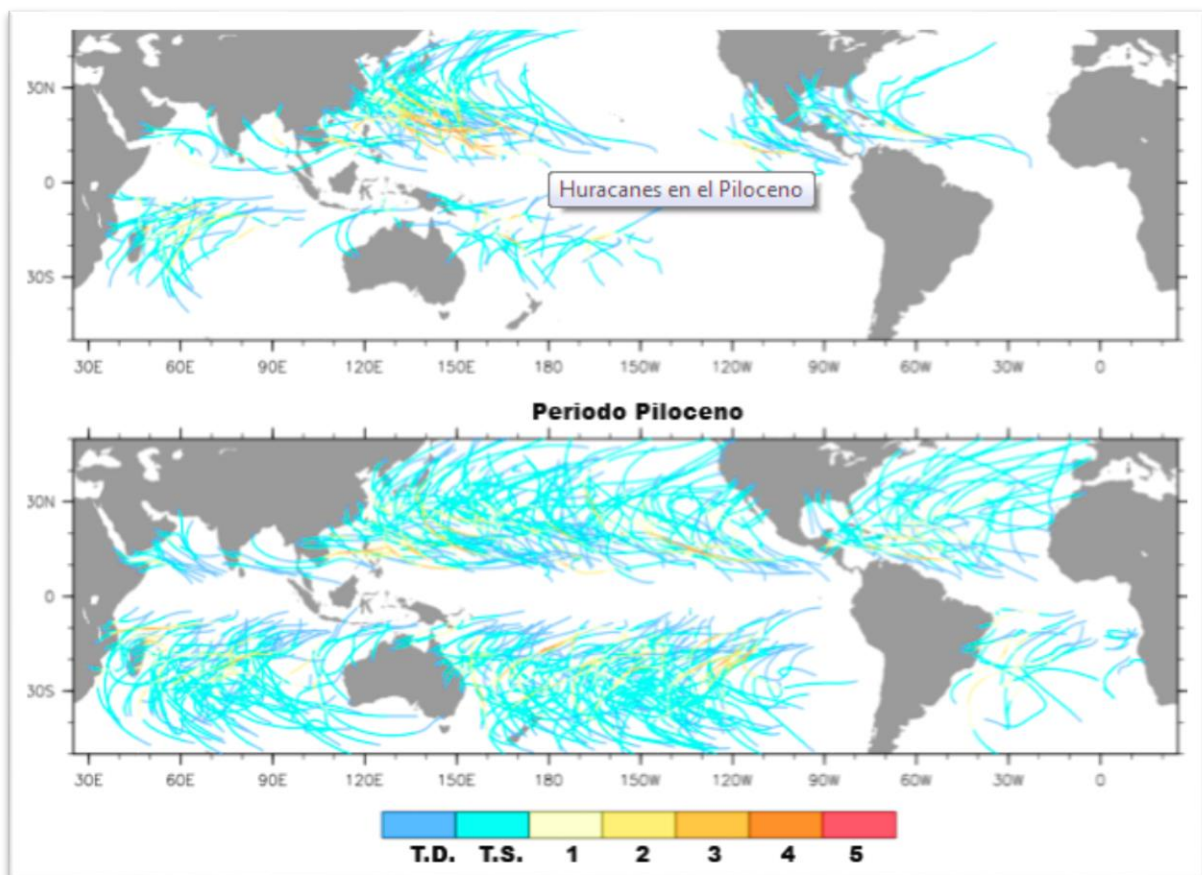 30N
0
30S
Huracanes en el Piloceno
30E 60E 90E 120E 150E 180 150W 120W 90W 60W 30W 0
Periodo Piloceno
30N
0
30S
30E 60E 90E 120E 150E 180 150W 120W 90W 60W 30W 0
T.D. T.S. 1 2 3 4 5